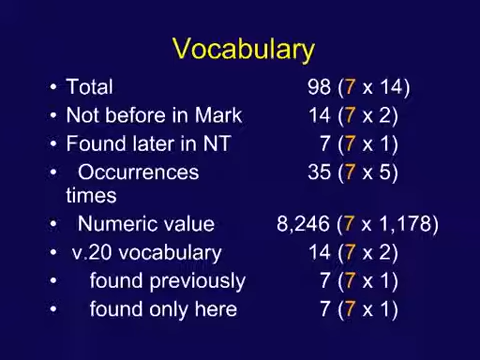 Vocabulary
• Total 98 (7 x 14)
• Not before in Mark 14 (7 x 2)
• Found later in NT 7 (7 x 1)
• Occurrences 35 (7 x 5)
times
• Numeric value 8,246 (7 x 1,178)
• v.20 vocabulary 14 (7 x 2)
• found previously 7 (7 x 1)
• found only here 7 (7 x 1)